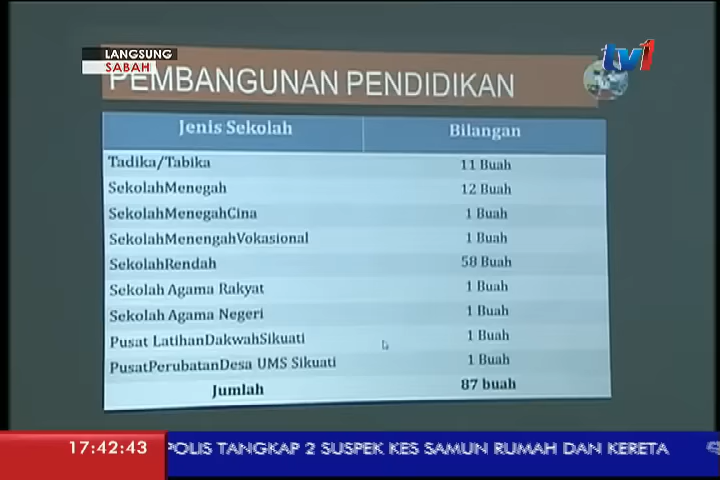 LANGSUNG
SABAH
tv1
PEMBANGUNAN PENDIDIKAN
Jenis Sekolah Bilangan
Tadika/Tabika 11 Buah
SekolahMenegah 12 Buah
SekolahMenegahCina 1 Buah
SekolahMenengahVokasional 1 Buah
SekolahRendah 58 Buah
Sekolah Agama Rakyat 1 Buah
Sekolah Agama Negeri 1 Buah
Pusat LatihanDakwahSikuati 1 Buah
PusatPerubatanDesa UMS Sikuati 1 Buah
Jumlah 87 buah
17:42:43 POLIS TANGKAP 2 SUSPEK KES SAMUN RUMAH DAN KERETA